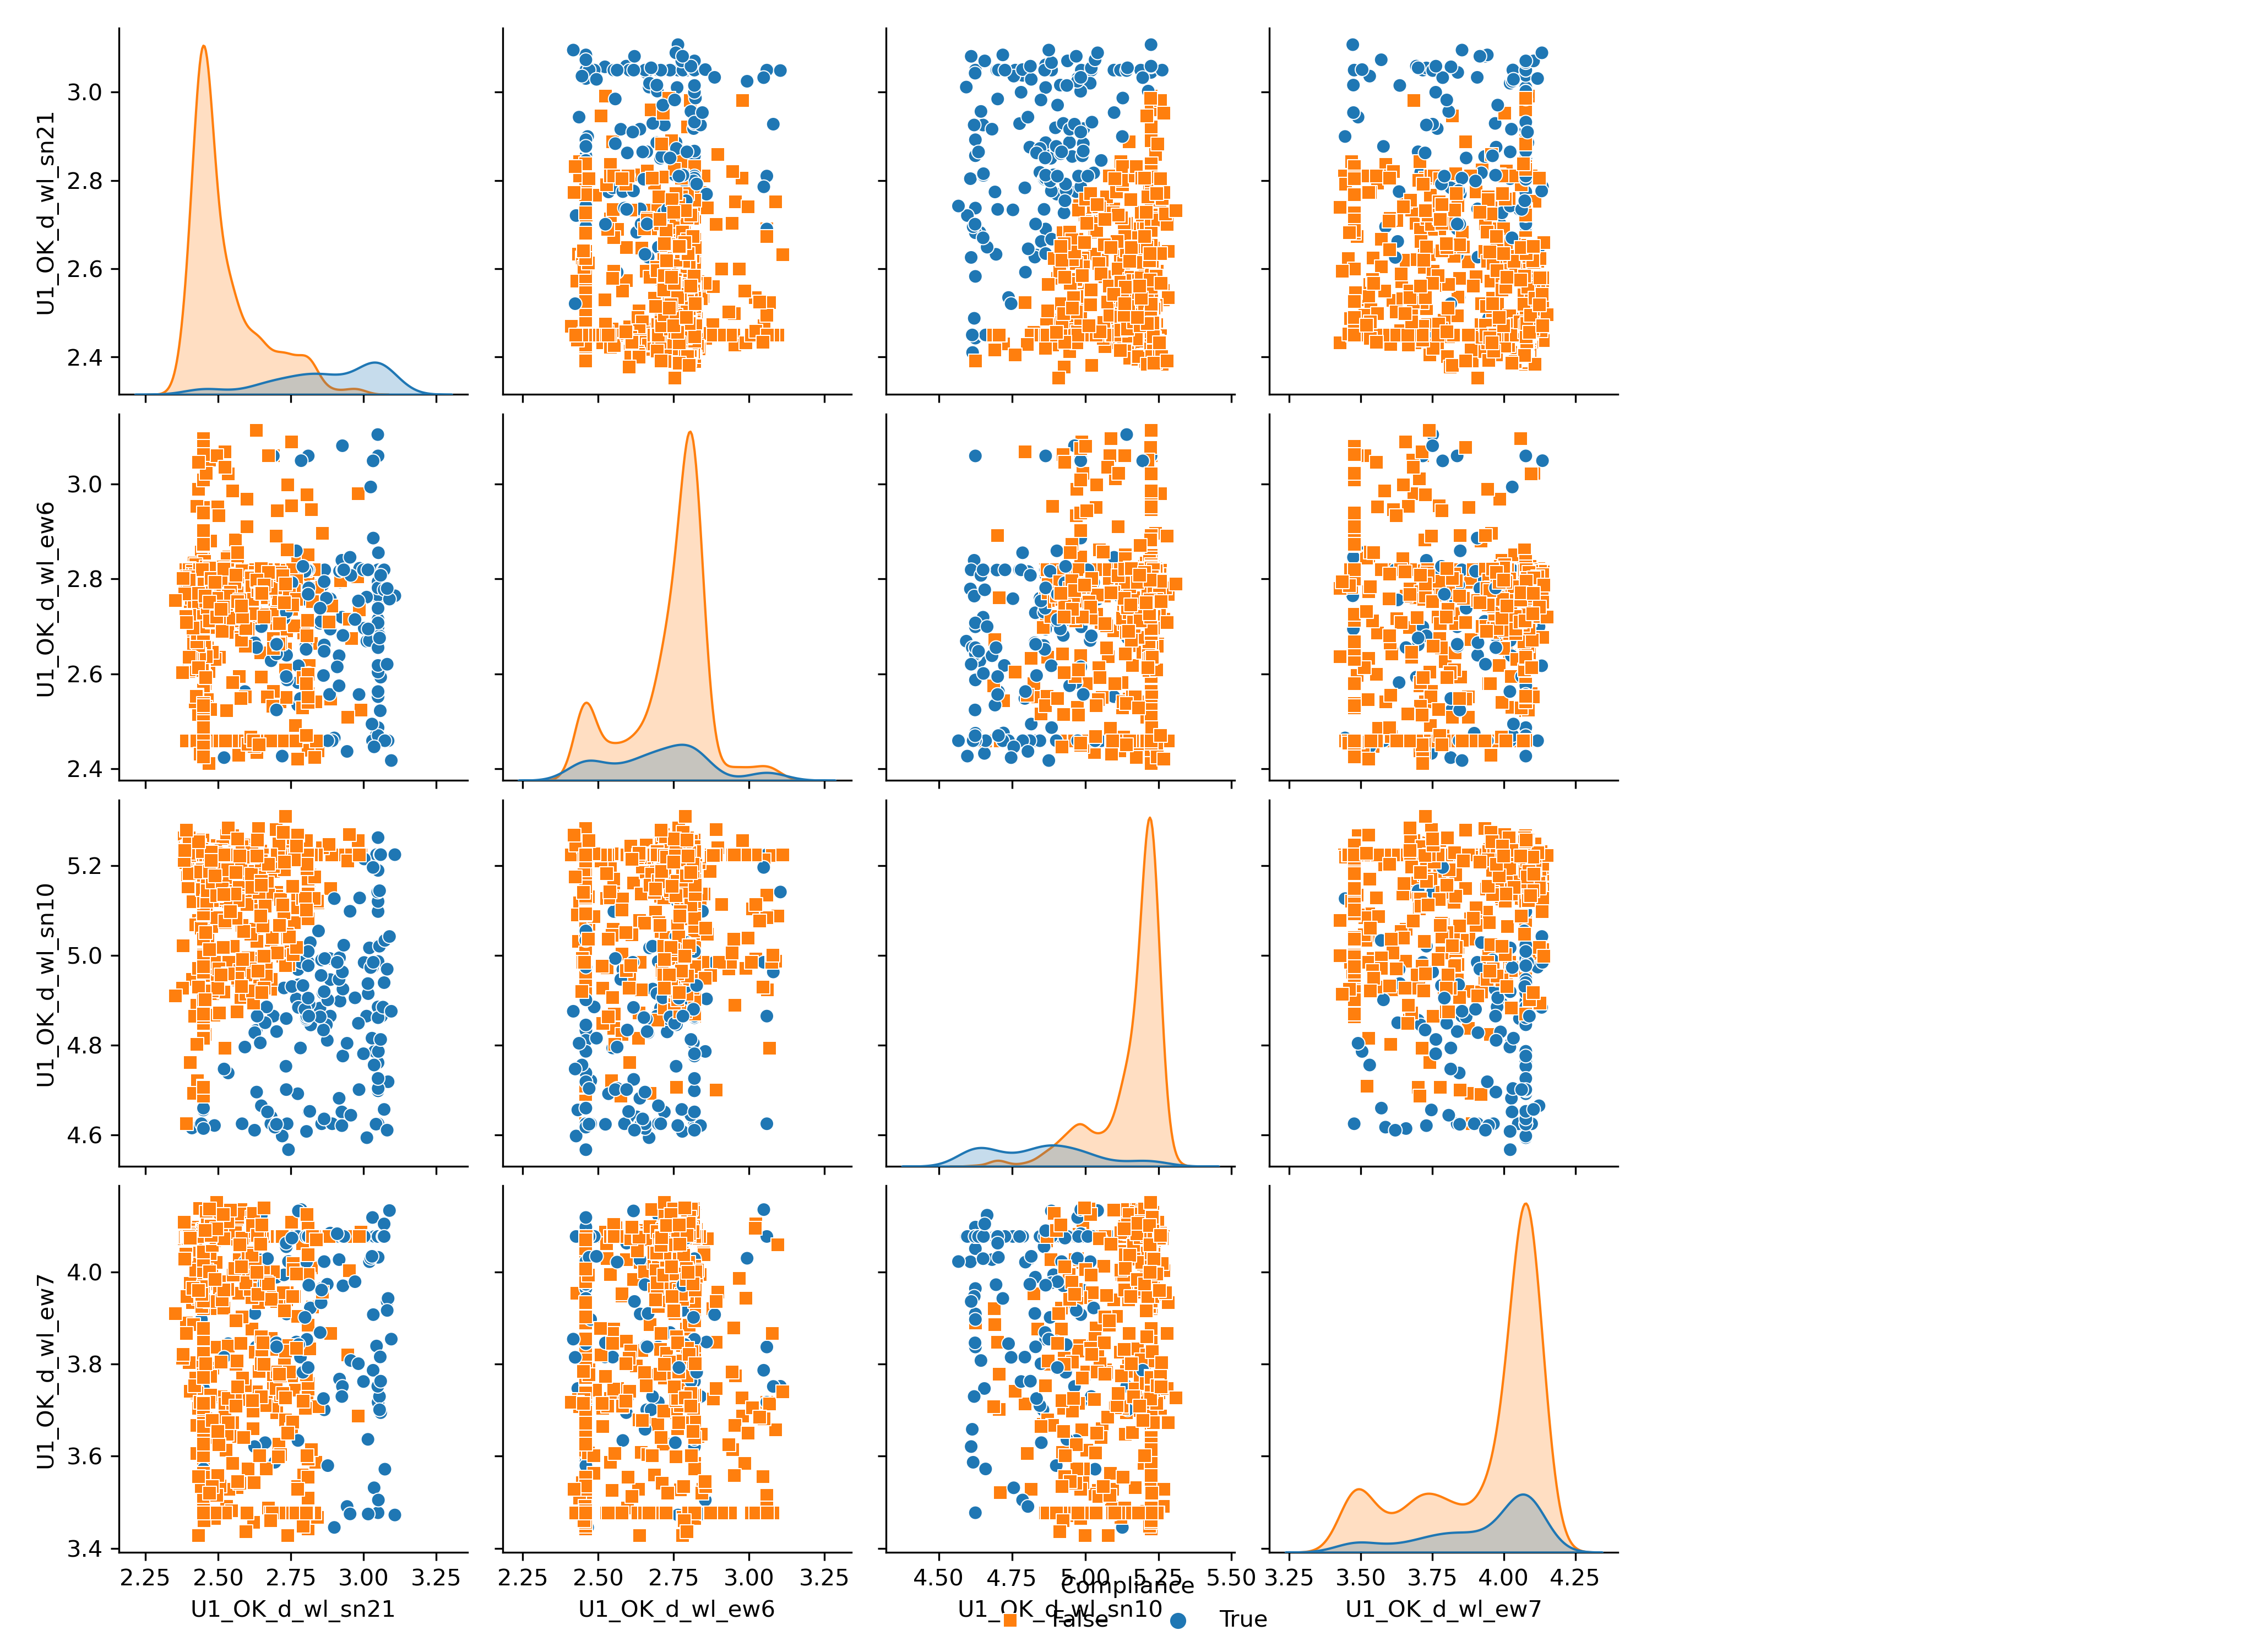 U1_OK_d_wl_sn21
3.0
2.8
2.6
2.4
U1_OK_d_wl_ew6
3.0
2.8
2.6
2.4
U1_OK_d_wl_sn10
5.2
5.0
4.8
4.6
U1_OK_d_wl_ew7
4.0
3.8
3.6
3.4
2.25 2.50 2.75 3.00 3.25
2.25 2.50 2.75 3.00 3.25
4.50 4.75 5.00 5.25 5.50
3.25 3.50 3.75 4.00 4.25
Compliance
U1_OK_d_wl_sn21
U1_OK_d_wl_ew6
U1_OK_d_wl_sn10
U1_OK_d_wl_ew7
False True